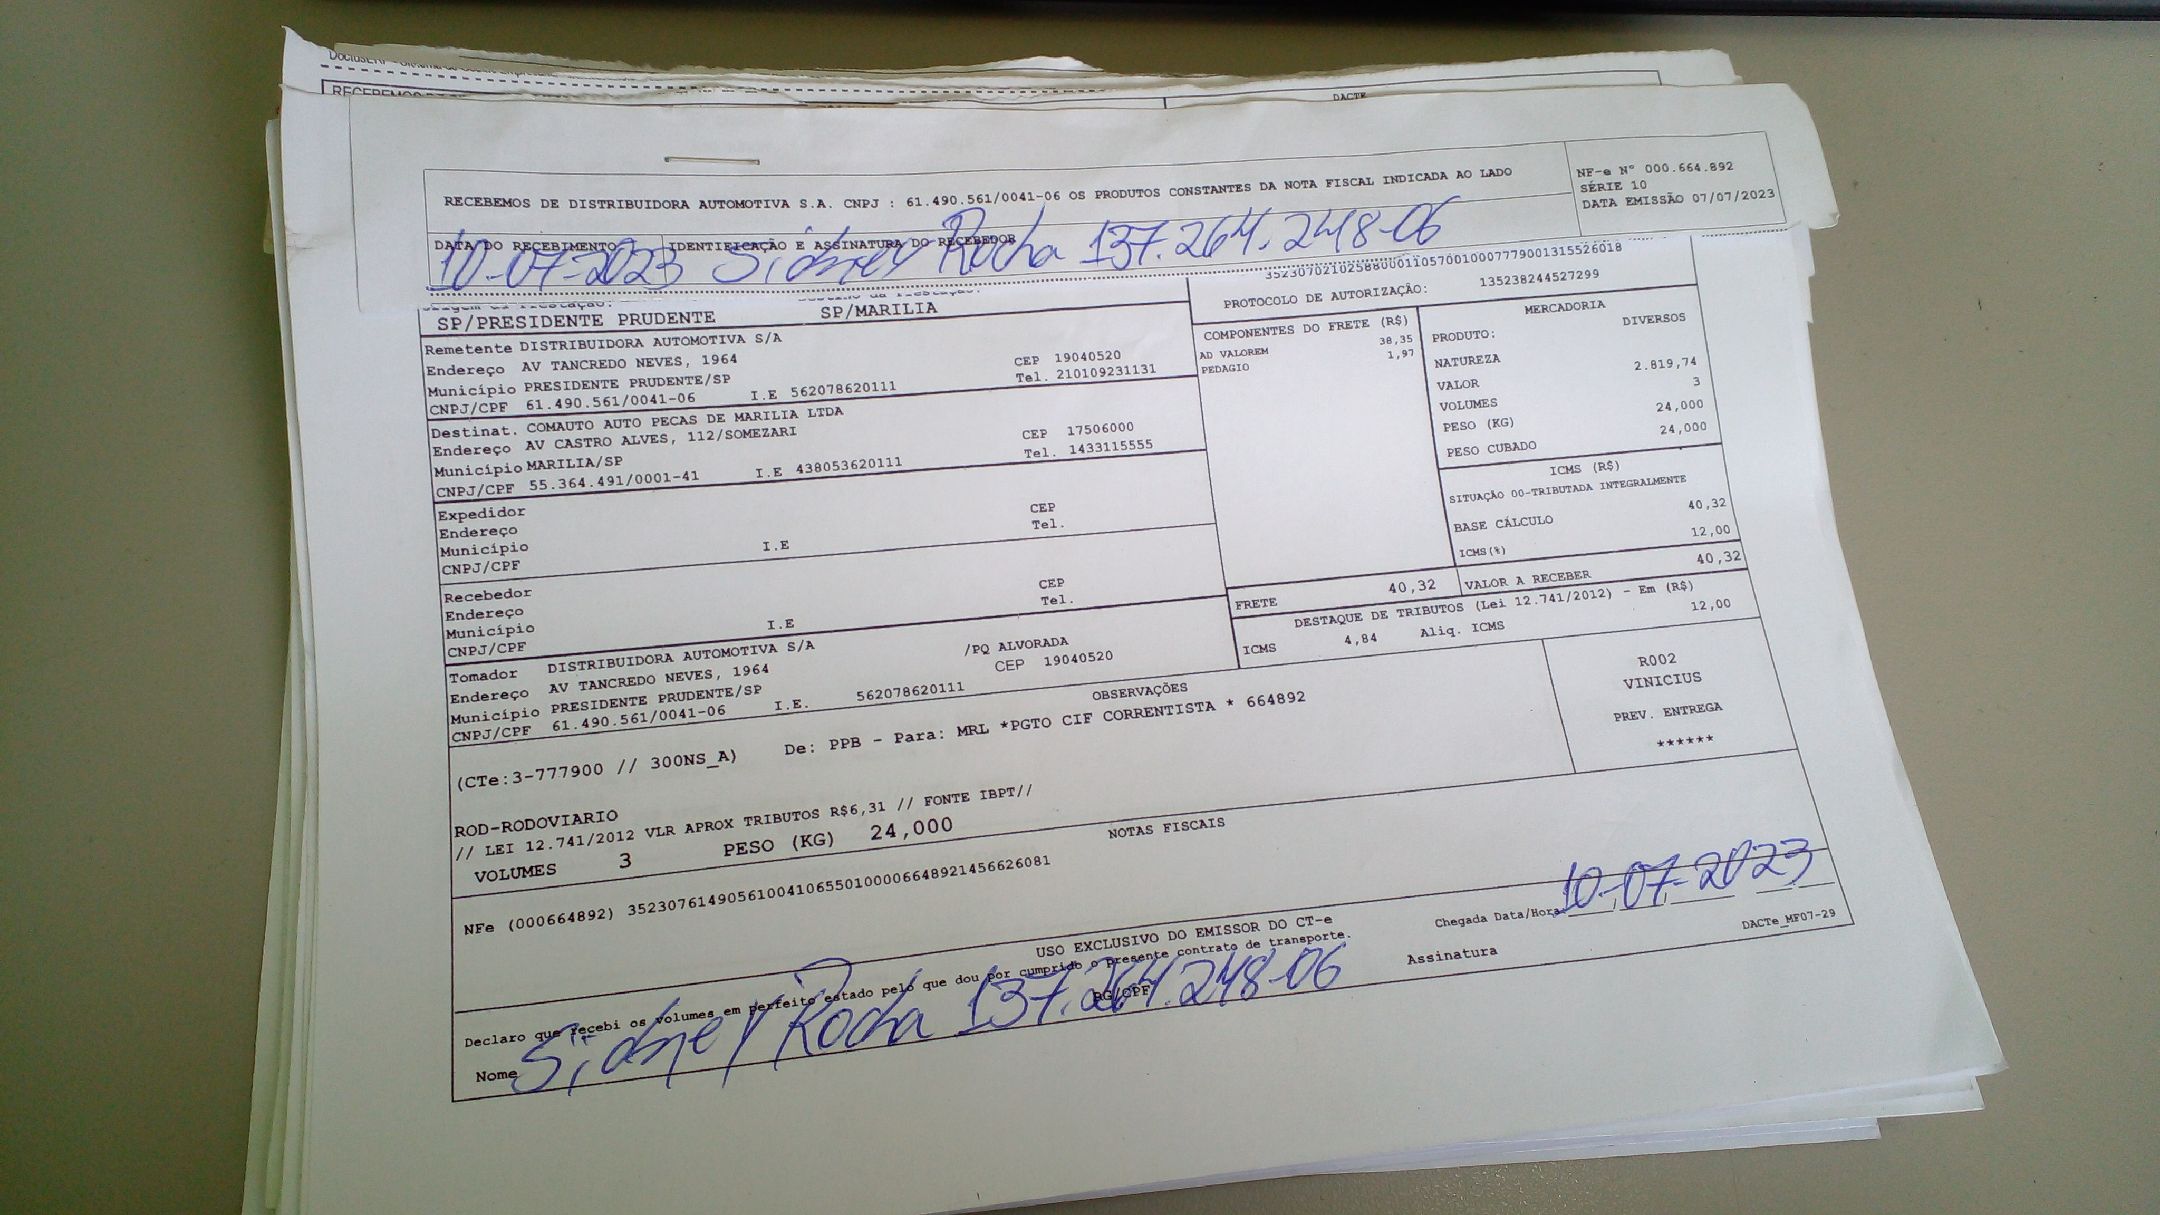 RECEBEMOS
DACTE
RECEBEMOS DE DISTRIBUIDORA AUTOMOTIVA S.A. CNPJ : 61.490.561/0041-06 OS PRODUTOS CONSTANTES DA NOTA FISCAL INDICADA AO LADO
NF-e Nº 000.664.892
SÉRIE 10
DATA EMISSÃO 07/07/2023
DATA DO RECEBIMENTO IDENTIFICAÇÃO E ASSINATURA DO RECEBEDOR
10-07-2023 Sidney Rocha 137.264.248-06
35230702102588000110570010007779001315526018
PROTOCOLO DE AUTORIZAÇÃO: 135238244527299
SP/PRESIDENTE PRUDENTE SP/MARILIA
Remetente DISTRIBUIDORA AUTOMOTIVA S/A
Endereço AV TANCREDO NEVES, 1964 CEP 19040520
Município PRESIDENTE PRUDENTE/SP Tel. 210109231131
CNPJ/CPF 61.490.561/0041-06 I.E 562078620111
Destinat. COMAUTO AUTO PECAS DE MARILIA LTDA
Endereço AV CASTRO ALVES, 112/SOMEZARI CEP 17506000
Município MARILIA/SP Tel. 1433115555
CNPJ/CPF 55.364.491/0001-41 I.E 438053620111
Expedidor
Endereço CEP
Município Tel.
CNPJ/CPF I.E
Recebedor
Endereço CEP
Município Tel.
CNPJ/CPF I.E
Tomador DISTRIBUIDORA AUTOMOTIVA S/A
Endereço AV TANCREDO NEVES, 1964 /PQ ALVORADA
Município PRESIDENTE PRUDENTE/SP CEP 19040520
CNPJ/CPF 61.490.561/0041-06 I.E. 562078620111
COMPONENTES DO FRETE (R$)
AD VALOREM 38,35
PEDAGIO 1,97
MERCADORIA
PRODUTO: DIVERSOS
NATUREZA
VALOR 2.819,74
VOLUMES 3
PESO (KG) 24,000
PESO CUBADO 24,000
ICMS (R$)
SITUAÇÃO 00-TRIBUTADA INTEGRALMENTE
BASE CÁLCULO 40,32
ICMS(%) 12,00
FRETE 40,32 VALOR A RECEBER 40,32
DESTAQUE DE TRIBUTOS (Lei 12.741/2012) - Em (R$)
ICMS 4,84 Aliq. ICMS 12,00
OBSERVAÇÕES
(CTe:3-777900 // 300NS_A) De: PPB - Para: MRL *PGTO CIF CORRENTISTA * 664892
R002
VINICIUS
PREV. ENTREGA
******
ROD-RODOVIARIO
// LEI 12.741/2012 VLR APROX TRIBUTOS R$6,31 // FONTE IBPT//
VOLUMES 3 PESO (KG) 24,000
NOTAS FISCAIS
NFe (000664892) 35230761490561004106550100006648921456626081
USO EXCLUSIVO DO EMISSOR DO CT-e
Declaro que recebi os volumes em perfeito estado pelo que dou por cumprido o presente contrato de transporte.
Chegada Data/Hora 10-07-2023
Nome Sidney Rocha 137.264.248-06
RG/CPF
Assinatura
DACTe_MF07-29